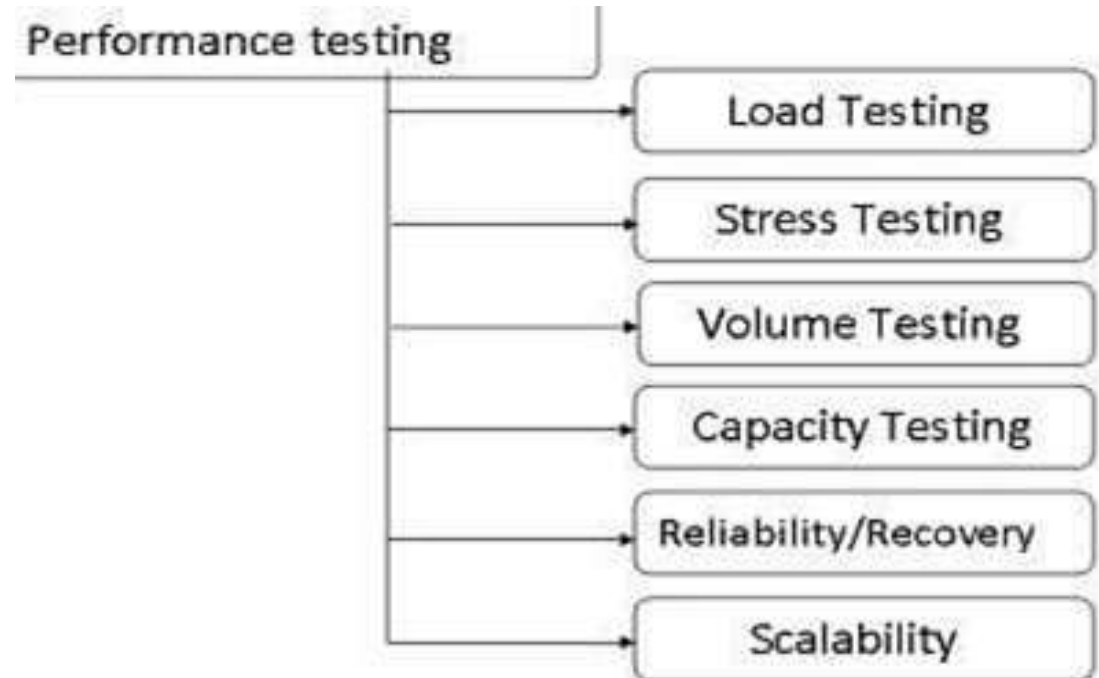 Performance testing
Load Testing
Stress Testing
Volume Testing
Capacity Testing
Reliability/Recovery
Scalability